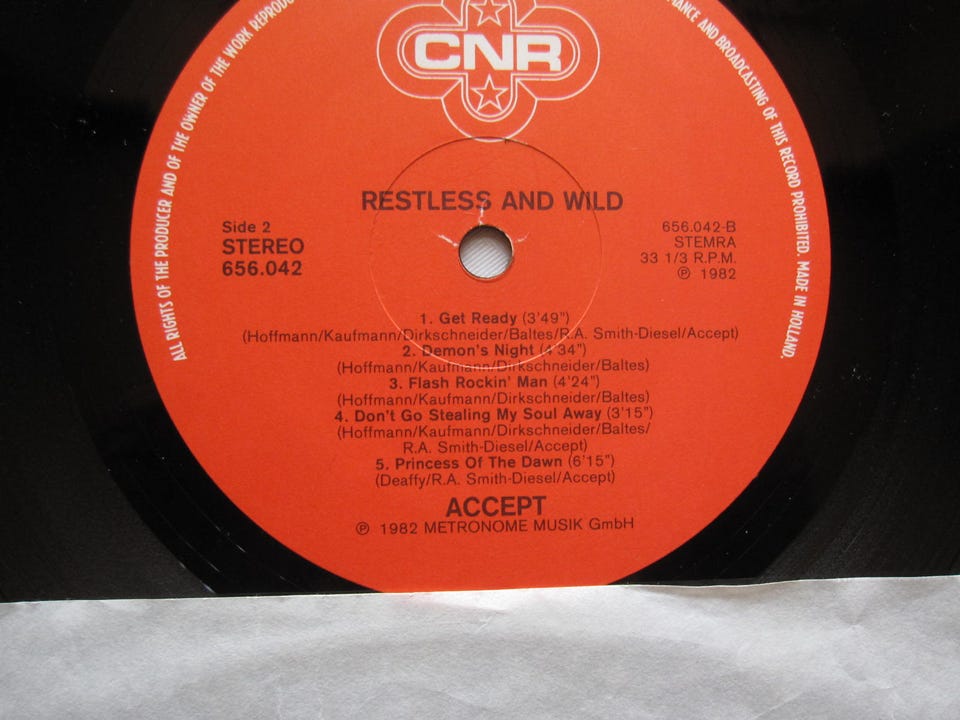 ALL RIGHTS OF THE PRODUCER AND OF THE OWNER OF THE WORK
MANCE AND BROADCASTING OF THIS RECORD PROHIBITED. MADE IN HOLLAND.
CNR
RESTLESS AND WILD
Side 2
STEREO
656.042
656.042-B
STEMRA
33 1/3 R.P.M.
℗ 1982
1. Get Ready (3'49")
(Hoffmann/Kaufmann/Dirkschneider/Baltes/R.A. Smith-Diesel/Accept)
2. Demon's Night (4'34")
(Hoffmann/Kaufmann/Dirkschneider/Baltes)
3. Flash Rockin' Man (4'24")
(Hoffmann/Kaufmann/Dirkschneider/Baltes)
4. Don't Go Stealing My Soul Away (3'15")
(Hoffmann/Kaufmann/Dirkschneider/Baltes/
R.A. Smith-Diesel/Accept)
5. Princess Of The Dawn (6'15")
(Deaffy/R.A. Smith-Diesel/Accept)
ACCEPT
℗ 1982 METRONOME MUSIK GmbH